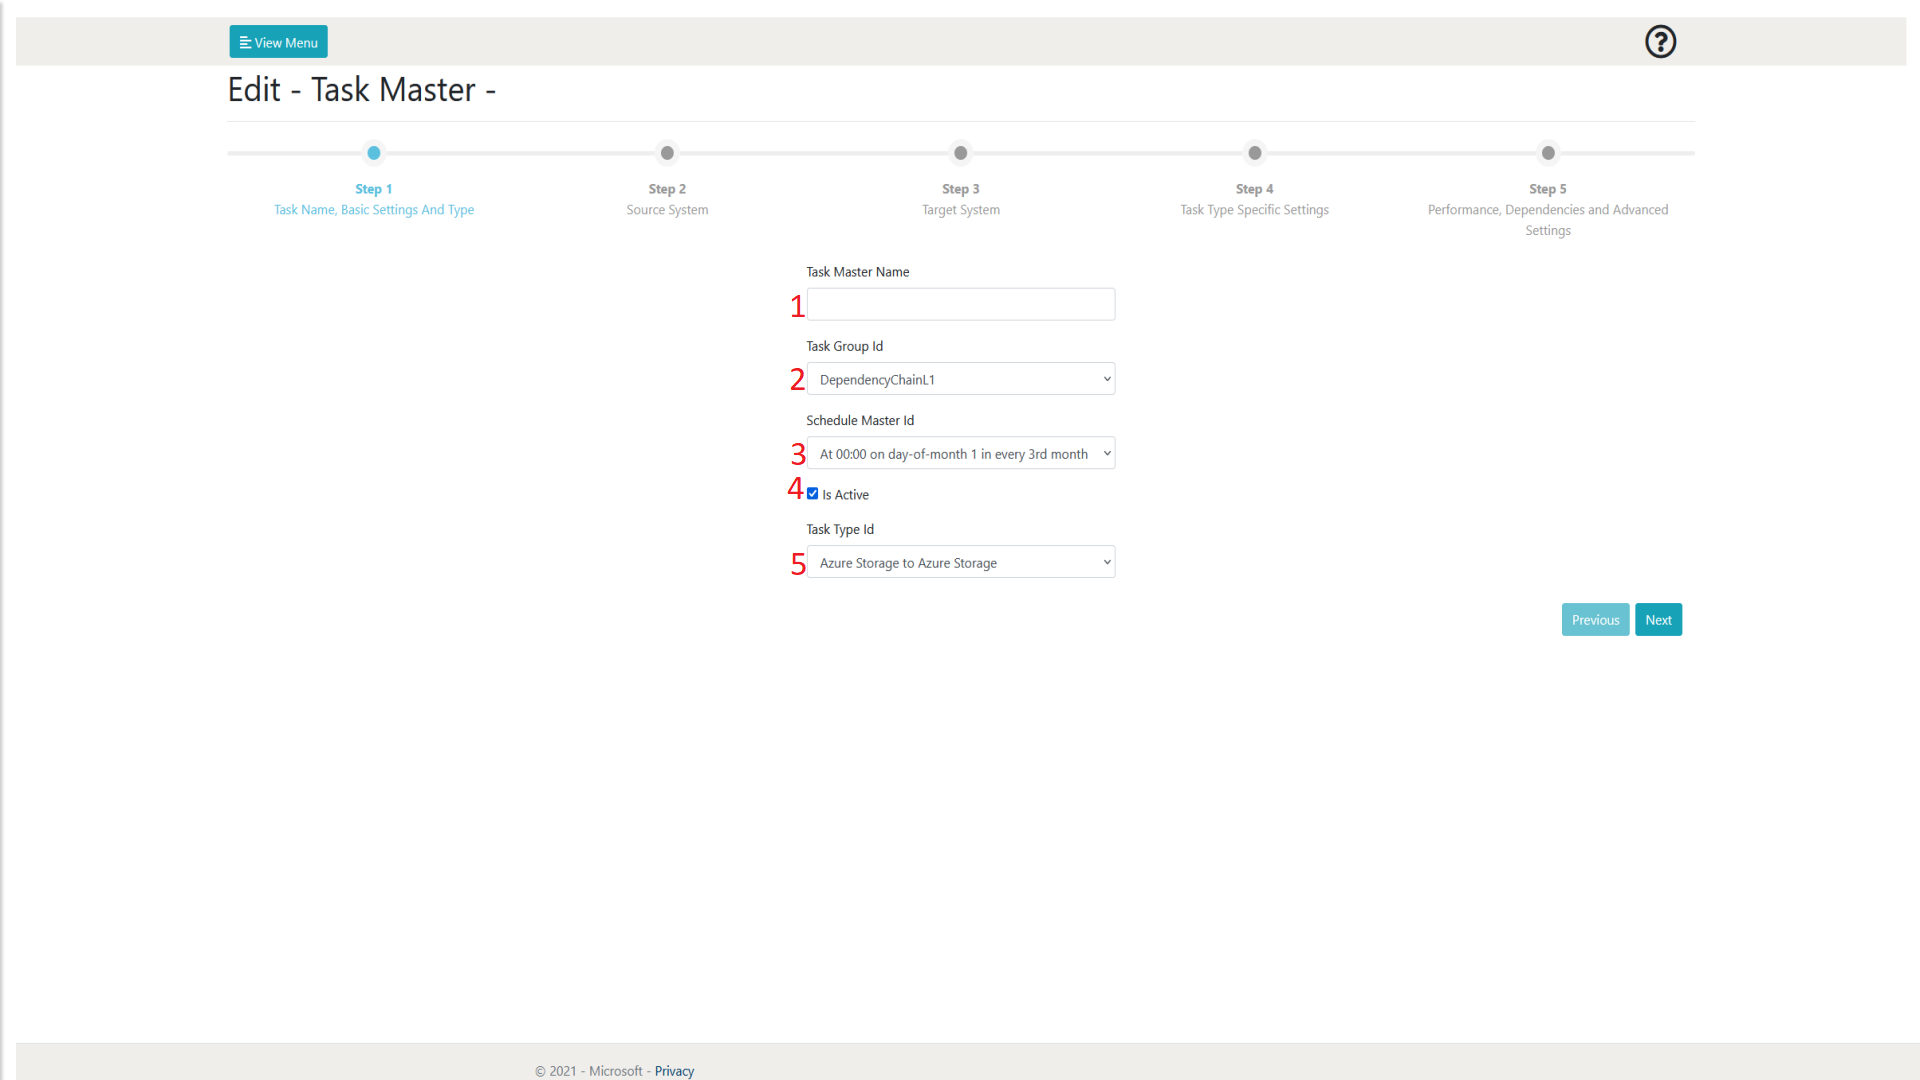 View Menu
Edit - Task Master -
Step 1
Task Name, Basic Settings And Type
Step 2
Source System
Step 3
Target System
Step 4
Task Type Specific Settings
Step 5
Performance, Dependencies and Advanced
Settings
Task Master Name
1
Task Group Id
2 DependencyChainL1
Schedule Master Id
3 At 00:00 on day-of-month 1 in every 3rd month
4 Is Active
Task Type Id
5 Azure Storage to Azure Storage
Previous Next
© 2021 - Microsoft - Privacy